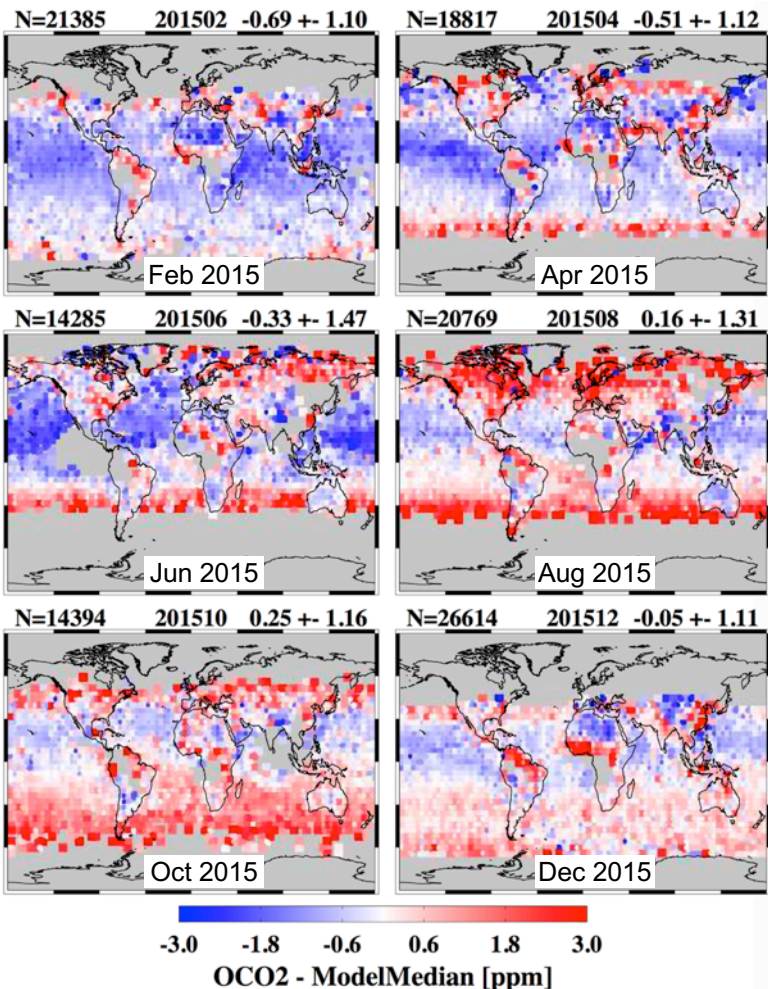 N=21385 201502 -0.69 +- 1.10
N=18817 201504 -0.51 +- 1.12
Feb 2015
Apr 2015
N=14285 201506 -0.33 +- 1.47
N=20769 201508 0.16 +- 1.31
Jun 2015
Aug 2015
N=14394 201510 0.25 +- 1.16
N=26614 201512 -0.05 +- 1.11
Oct 2015
Dec 2015
-3.0 -1.8 -0.6 0.6 1.8 3.0
OCO2 - ModelMedian [ppm]